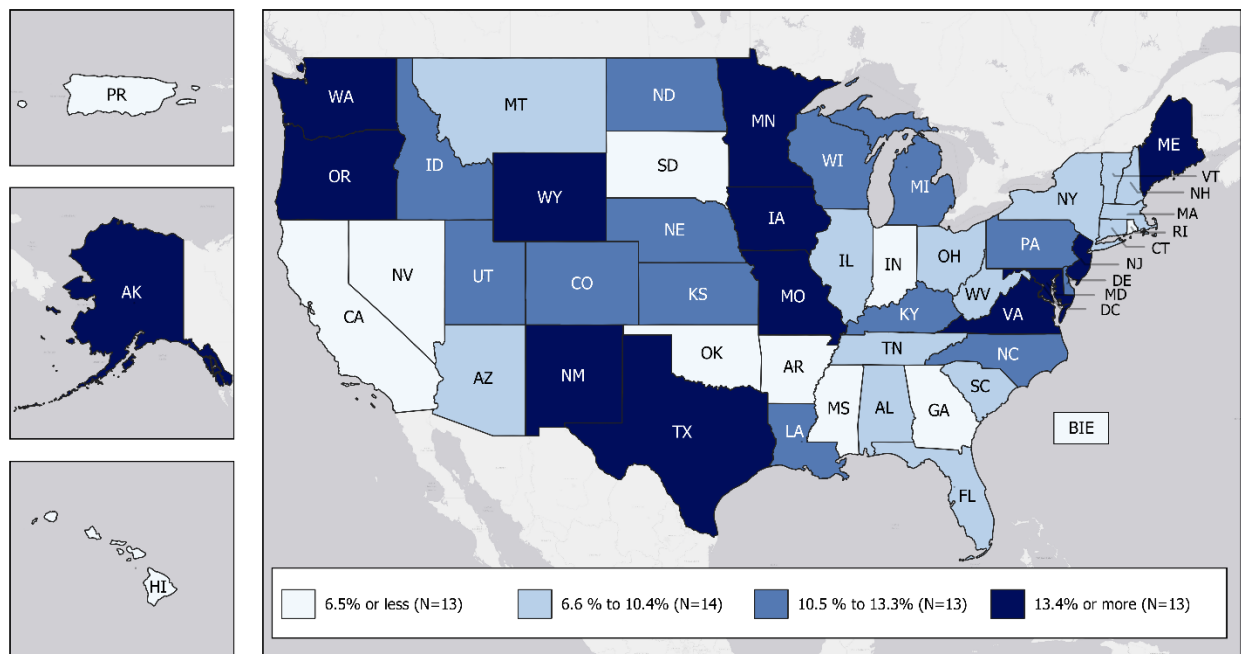 PR
AK
HI
WA
MT
ND
MN
ME
OR
ID
SD
WI
MI
VT
NH
WY
NY
MA
RI
IA
NE
PA
CT
NV
UT
CO
IL
IN
OH
NJ
KS
MO
WV
DE
MD
CA
KY
VA
DC
OK
TN
NC
AZ
NM
AR
SC
TX
MS
AL
GA
LA
BIE
FL
6.5% or less (N=13)
6.6 % to 10.4% (N=14)
10.5 % to 13.3% (N=13)
13.4% or more (N=13)